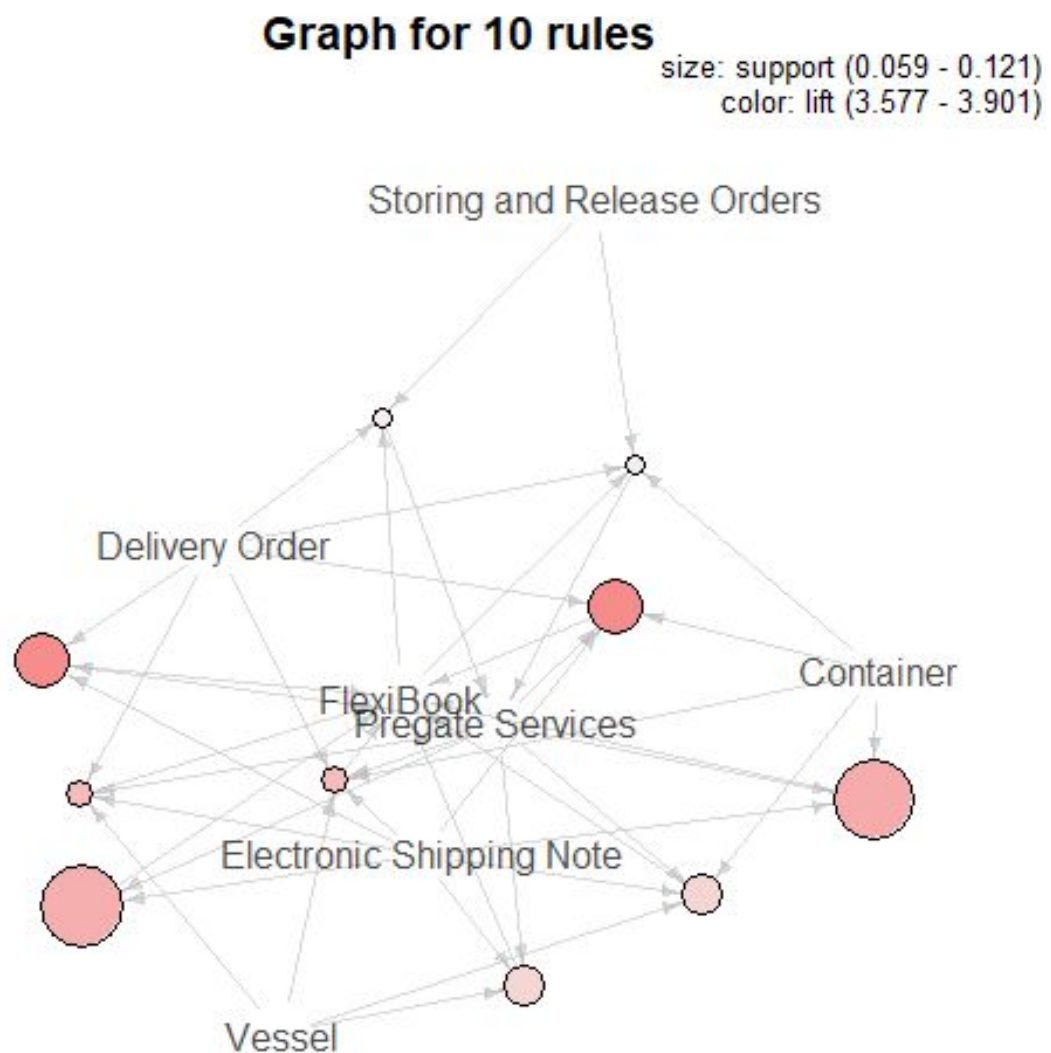 Graph for 10 rules
size: support (0.059 - 0.121)
color: lift (3.577 - 3.901)
Storing and Release Orders
Delivery Order
Container
FlexiBook
Pregate Services
Electronic Shipping Note
Vessel